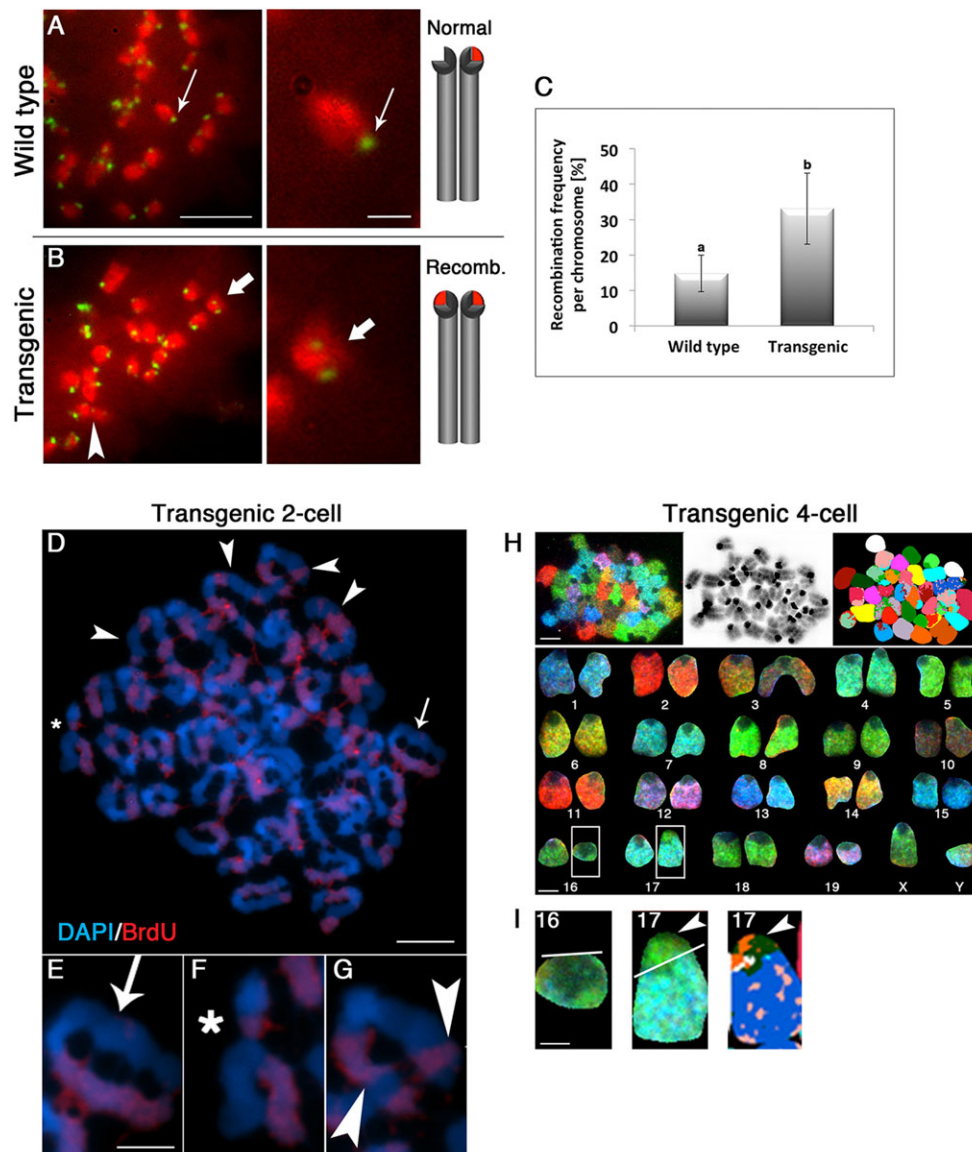 A
Wild type
Normal
B
Transgenic
Recomb.
C
Recombination frequency
per chromosome [%]
50
40
30
20
10
0
a
b
Wild type
Transgenic
Transgenic 2-cell
D
*
DAPI/BrdU
E
F
*
G
Transgenic 4-cell
H
1
2
3
4
5
6
7
8
9
10
11
12
13
14
15
16
17
18
19
X
Y
I
16
17
17